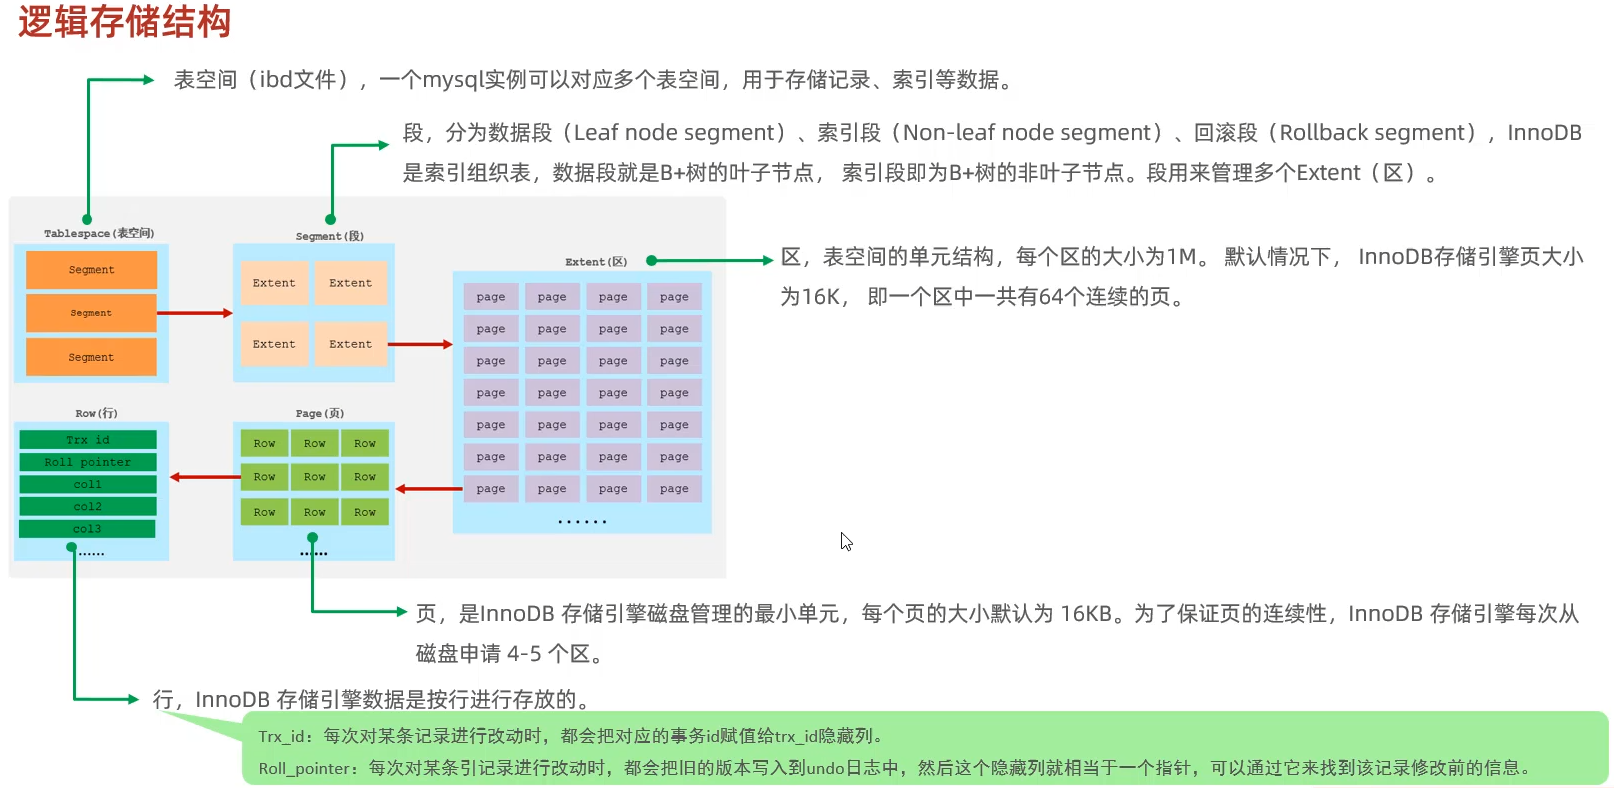 逻辑存储结构
表空间（ibd文件），一个mysql实例可以对应多个表空间，用于存储记录、索引等数据。
段，分为数据段（Leaf node segment）、索引段（Non-leaf node segment）、回滚段（Rollback segment），InnoDB
是索引组织表，数据段就是B+树的叶子节点， 索引段即为B+树的非叶子节点。段用来管理多个Extent（区）。
Tablespace(表空间)
Segment
Segment
Segment
Segment(段)
Extent Extent
Extent Extent
Extent(区)
page page page page
page page page page
page page page page
page page page page
page page page page
page page page page
page page page page
......
区，表空间的单元结构，每个区的大小为1M。 默认情况下， InnoDB存储引擎页大小
为16K， 即一个区中一共有64个连续的页。
Row(行)
Trx id
Roll pointer
col1
col2
col3
......
Page(页)
Row Row Row
Row Row Row
Row Row Row
......
页，是InnoDB 存储引擎磁盘管理的最小单元，每个页的大小默认为 16KB。为了保证页的连续性，InnoDB 存储引擎每次从
磁盘申请 4-5 个区。
行，InnoDB 存储引擎数据是按行进行存放的。
Trx_id：每次对某条记录进行改动时，都会把对应的事务id赋值给trx_id隐藏列。
Roll_pointer：每次对某条引记录进行改动时，都会把旧的版本写入到undo日志中，然后这个隐藏列就相当于一个指针，可以通过它来找到该记录修改前的信息。